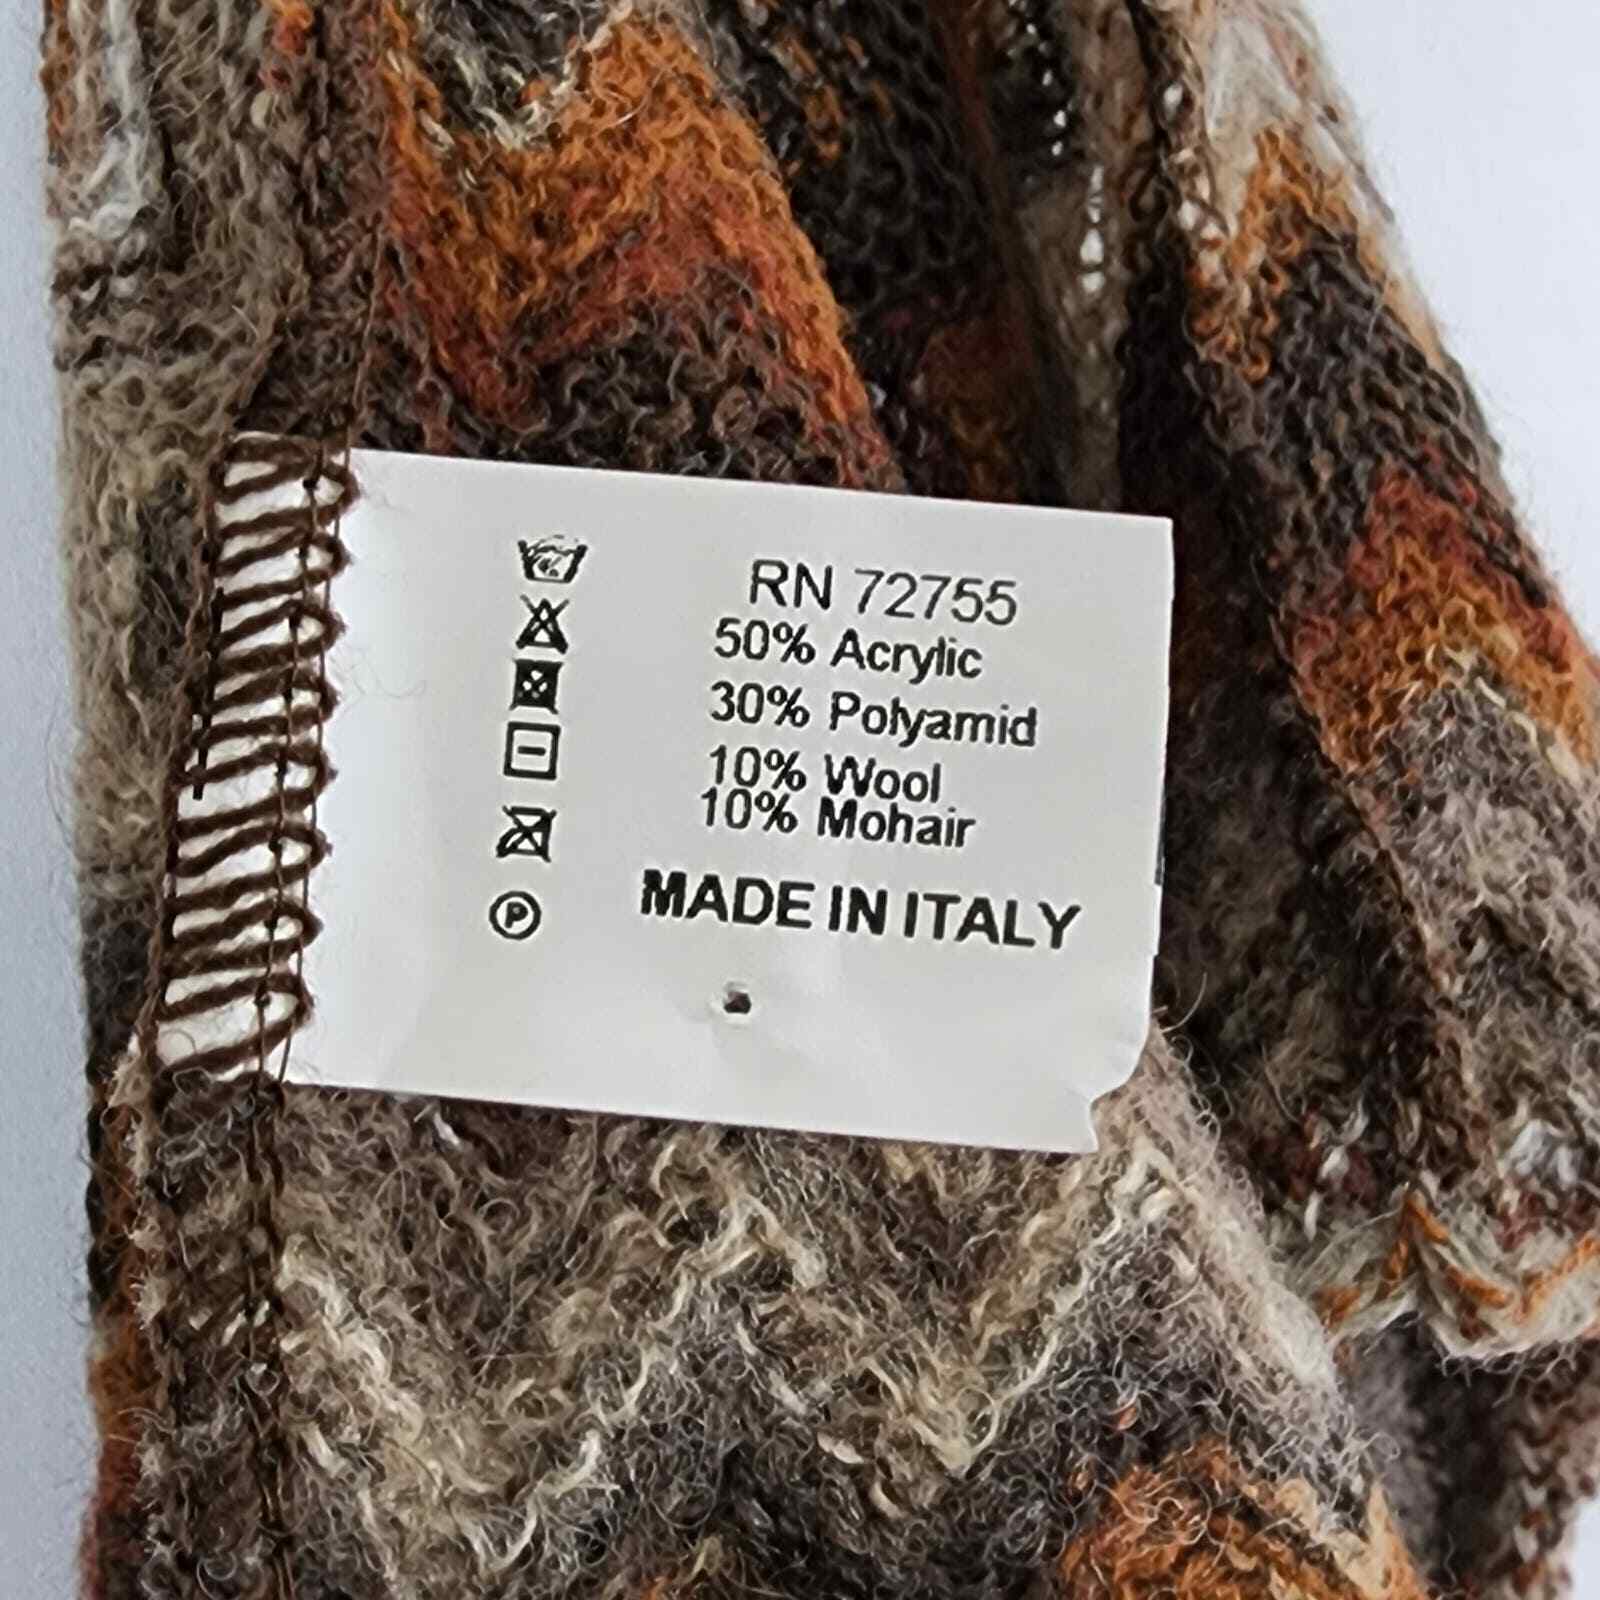 RN 72755
50% Acrylic
30% Polyamid
10% Wool
10% Mohair
MADE IN ITALY
P